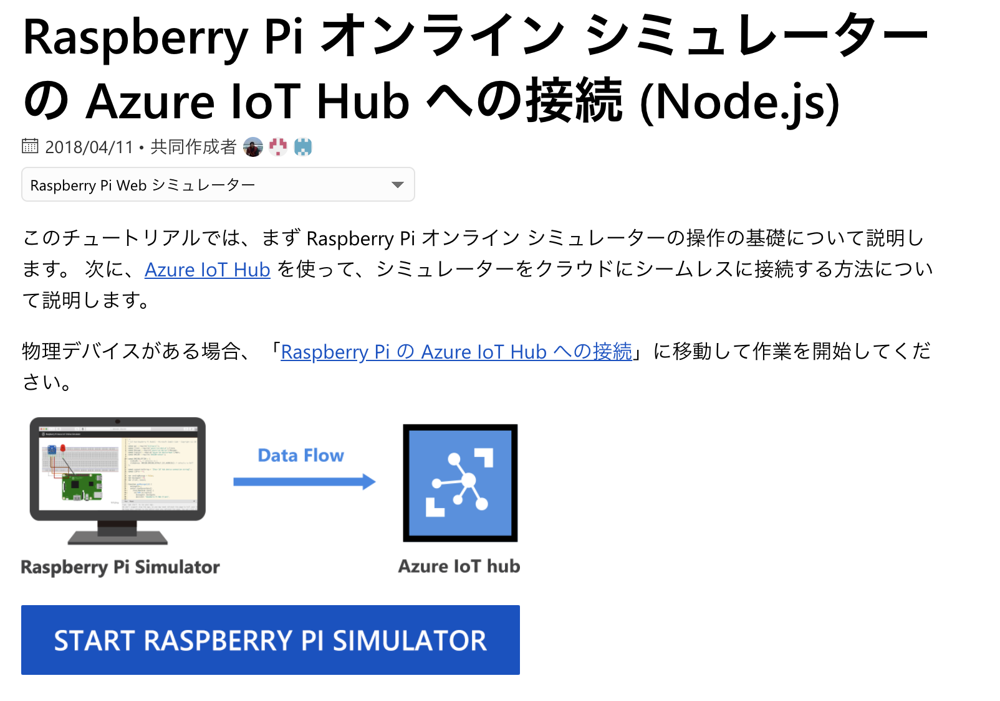 Raspberry Pi オンライン シミュレーター
の Azure IoT Hub への接続 (Node.js)
2018/04/11 • 共同作成者
Raspberry Pi Web シミュレーター
このチュートリアルでは、まず Raspberry Pi オンライン シミュレーターの操作の基礎について説明し
ます。 次に、Azure IoT Hub を使って、シミュレーターをクラウドにシームレスに接続する方法につい
て説明します。
物理デバイスがある場合、「Raspberry Pi の Azure IoT Hub への接続」に移動して作業を開始してくだ
さい。
Data Flow
Raspberry Pi Simulator
Azure IoT hub
START RASPBERRY PI SIMULATOR